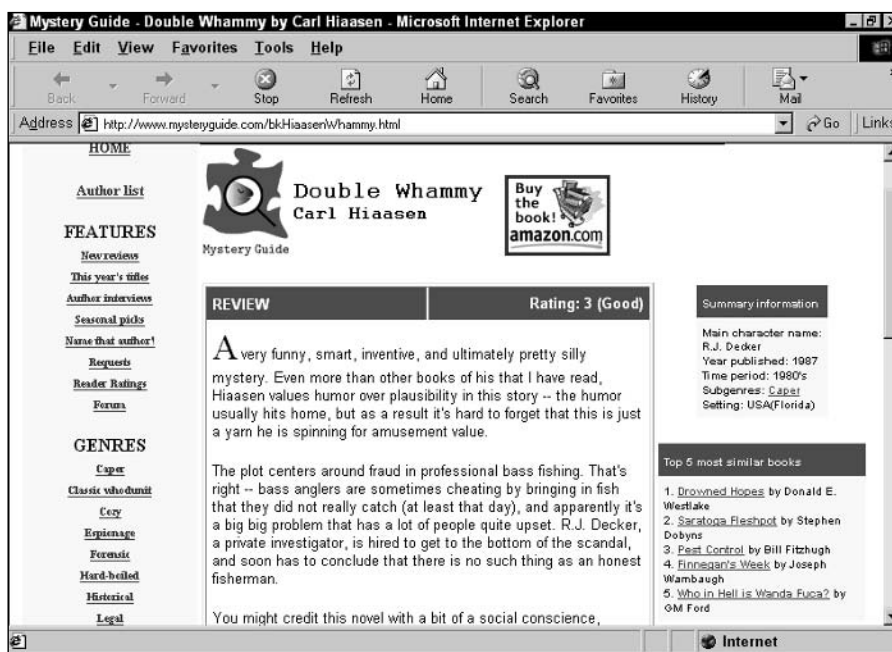 Mystery Guide - Double Whammy by Carl Hiaasen - Microsoft Internet Explorer
File Edit View Favorites Tools Help
Back Forward Stop Refresh Home Search Favorites History Mail
Address http://www.mysteryguide.com/bkHiaasenWhammy.html Go Links
HOME
Author list
FEATURES
New reviews
This year's titles
Author interviews
Seasonal picks
Name that author!
Requests
Reader Ratings
Forum
GENRES
Caper
Classic whodunit
Cozy
Espionage
Forensic
Hard-boiled
Historical
Legal
Mystery Guide
Double Whammy
Carl Hiaasen
Buy
the
book!
amazon.com
REVIEW Rating: 3 (Good)
A very funny, smart, inventive, and ultimately pretty silly
mystery. Even more than other books of his that I have read,
Hiaasen values humor over plausibility in this story -- the humor
usually hits home, but as a result it's hard to forget that this is just
a yarn he is spinning for amusement value.
The plot centers around fraud in professional bass fishing. That's
right -- bass anglers are sometimes cheating by bringing in fish
that they did not really catch (at least that day), and apparently it's
a big big problem that has a lot of people quite upset. R.J. Decker,
a private investigator, is hired to get to the bottom of the scandal,
and soon has to conclude that there is no such thing as an honest
fisherman.
You might credit this novel with a bit of a social conscience,
Summary information
Main character name:
R.J. Decker
Year published: 1987
Time period: 1980's
Subgenres: Caper
Setting: USA(Florida)
Top 5 most similar books
1. Drowned Hopes by Donald E.
Westlake
2. Saratoga Fleshpot by Stephen
Dobyns
3. Pest Control by Bill Fitzhugh
4. Finnegan's Week by Joseph
Wambaugh
5. Who in Hell is Wanda Fuca? by
GM Ford
Internet